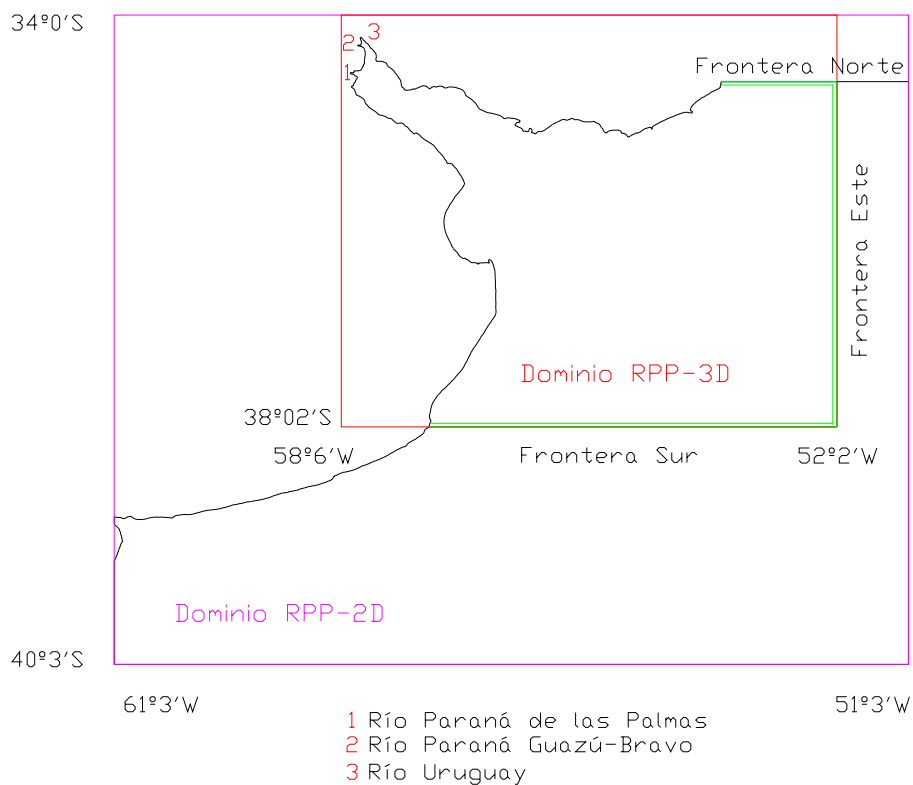 34º0'S
2 3
1
Frontera Norte
Frontera Este
Dominio RPP-3D
38º02'S
58º6'W
Frontera Sur
52º2'W
Dominio RPP-2D
40º3'S
61º3'W
51º3'W
1 Río Paraná de las Palmas
2 Río Paraná Guazú-Bravo
3 Río Uruguay